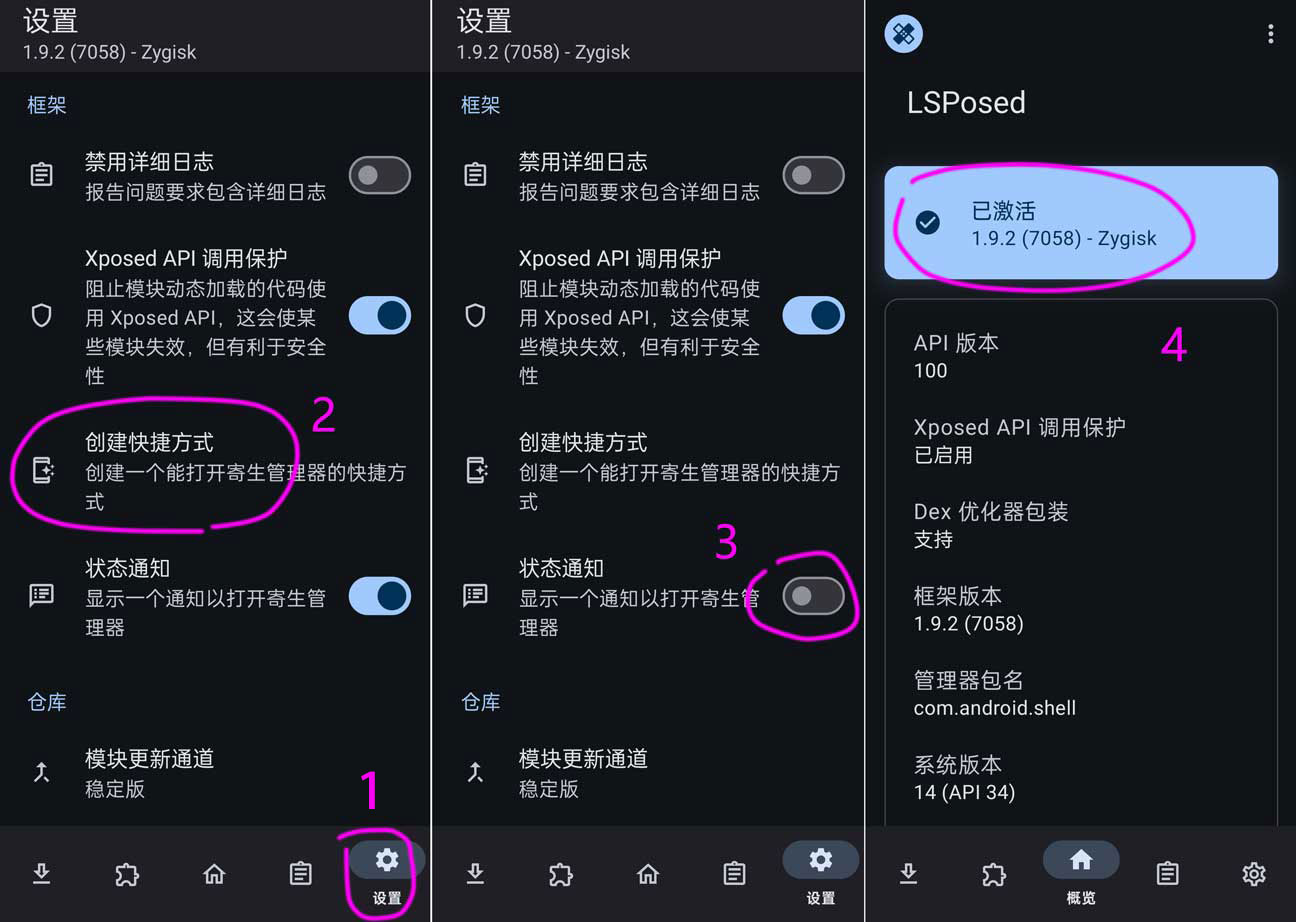 设置
1.9.2 (7058) - Zygisk
框架
禁用详细日志
报告问题要求包含详细日志
Xposed API 调用保护
阻止模块动态加载的代码使
用 Xposed API，这会使某
些模块失效，但有利于安全
性
2
创建快捷方式
创建一个能打开寄生管理器的快捷方
式
状态通知
显示一个通知以打开寄生管
理器
仓库
模块更新通道
稳定版
1
设置
设置
1.9.2 (7058) - Zygisk
框架
禁用详细日志
报告问题要求包含详细日志
Xposed API 调用保护
阻止模块动态加载的代码使
用 Xposed API，这会使某
些模块失效，但有利于安全
性
创建快捷方式
创建一个能打开寄生管理器的快捷方
式
3
状态通知
显示一个通知以打开寄生管
理器
仓库
模块更新通道
稳定版
设置
LSPosed
已激活
1.9.2 (7058) - Zygisk
4
API 版本
100
Xposed API 调用保护
已启用
Dex 优化器包装
支持
框架版本
1.9.2 (7058)
管理器包名
com.android.shell
系统版本
14 (API 34)
概览